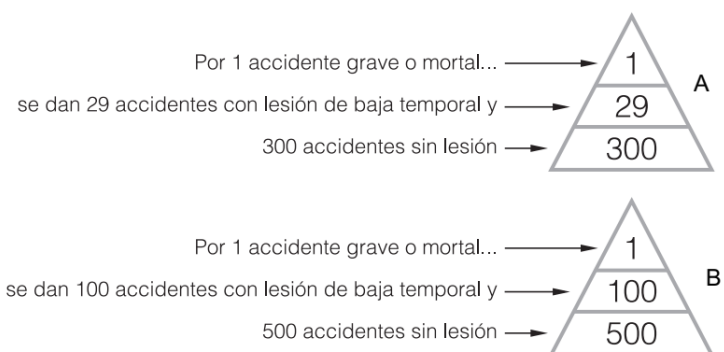 Por 1 accidente grave o mortal... 1
A
se dan 29 accidentes con lesión de baja temporal y 29
300 accidentes sin lesión 300
Por 1 accidente grave o mortal... 1
B
se dan 100 accidentes con lesión de baja temporal y 100
500 accidentes sin lesión 500